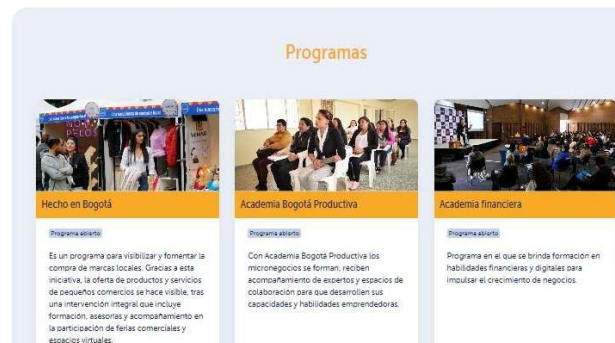 Programas
Hecho en Bogotá
Programa abierto
Es un programa para visibilizar y fomentar la
compra de marcas locales. Gracias a esta
iniciativa, la oferta de productos y servicios
de pequeños comercios se hace visible, tras
una intervención integral que incluye
formación, asesorías y acompañamiento en
la participación de ferias comerciales y
espacios virtuales.
Academia Bogotá Productiva
Programa abierto
Con Academia Bogotá Productiva los
micronegocios se forman, reciben
acompañamiento de expertos y espacios de
colaboración para que desarrollen sus
capacidades y habilidades emprendedoras.
Academia financiera
Programa abierto
Programa en el que se brinda formación en
habilidades financieras y digitales para
impulsar el crecimiento de negocios.